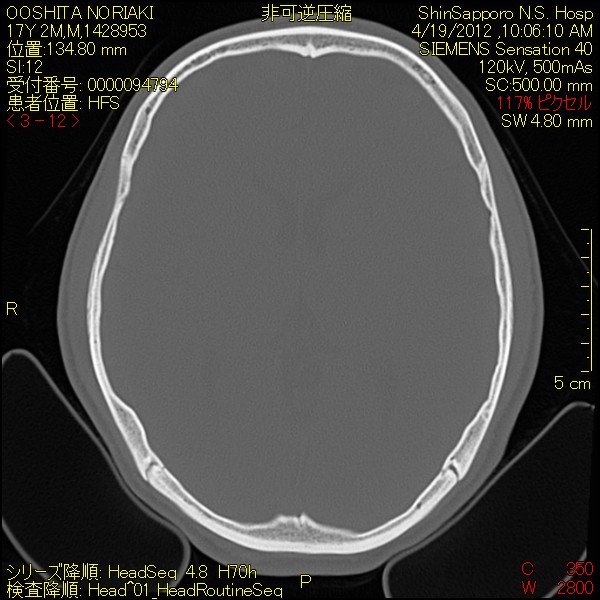 OOSHITA NORIAKI
17Y 2M,M,1428953
位置:134.80 mm
SI:12
受付番号: 0000094794
患者位置: HFS
<3-12>
非可逆圧縮
ShinSapporo N.S. Hosp
4/19/2012 ,10:06:10 AM
SIEMENS Sensation 40
120kV, 500mAs
SC:500.00 mm
117% ピクセル
SW 4.80 mm
R
5 cm
シリーズ降順: HeadSeq 4.8 H70h
検査降順: Head^01_HeadRoutineSeq
P
C 350
W 2800